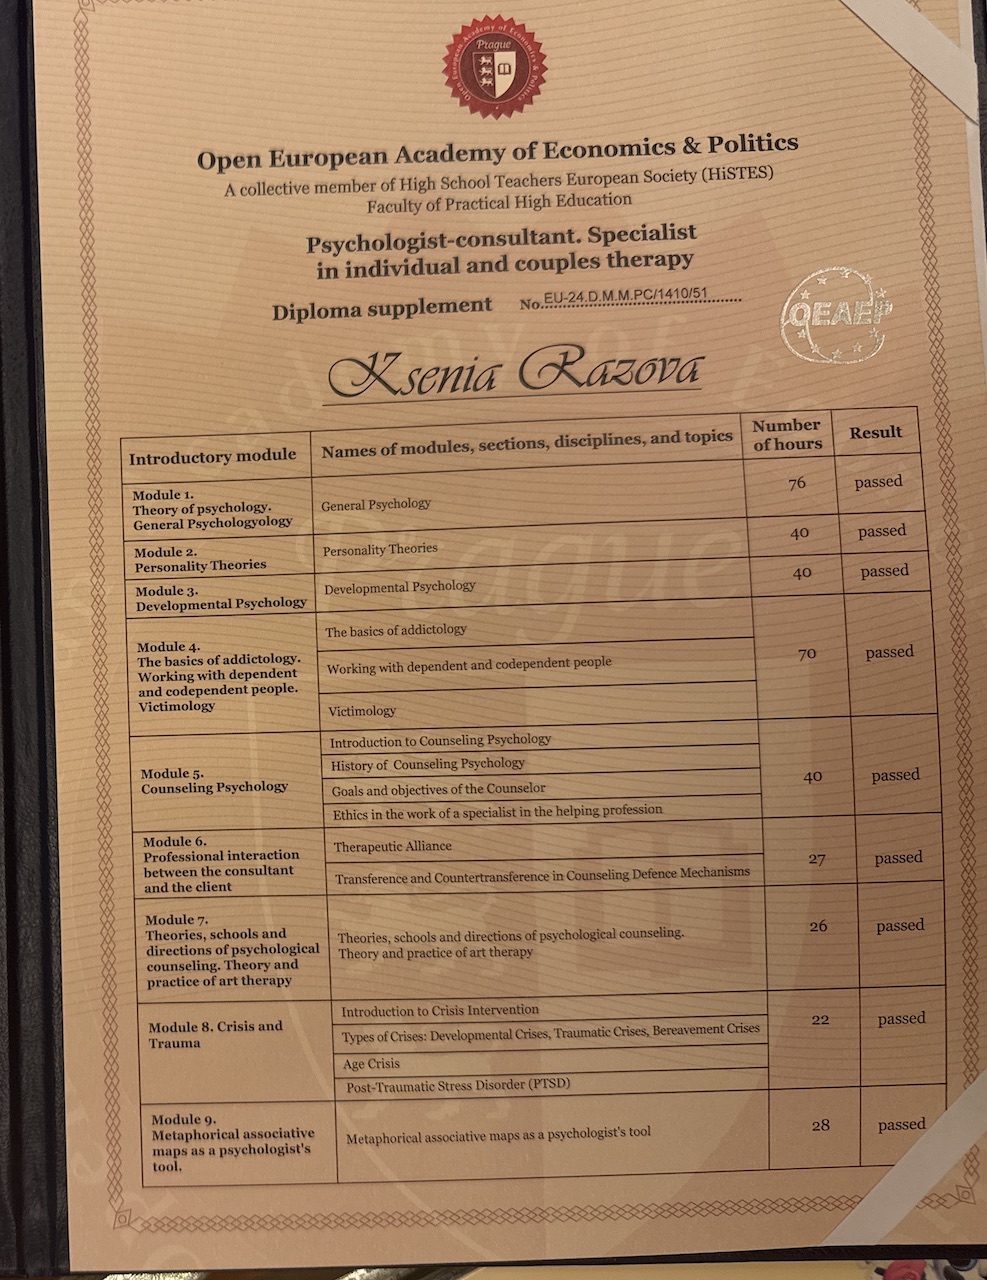 Prague
Open European Academy of Economics & Politics
Open European Academy of Economics & Politics
A collective member of High School Teachers European Society (HiSTES)
Faculty of Practical High Education
Psychologist-consultant. Specialist
in individual and couples therapy
Diploma supplement No. EU-24.D.M.M.PC/1410/51
OEAEP
Ksenia Razova
Introductory module
Names of modules, sections, disciplines, and topics
Number
of hours
Result
Module 1.
Theory of psychology.
General Psychologyology
General Psychology
76
passed
Module 2.
Personality Theories
Personality Theories
40
passed
Module 3.
Developmental Psychology
Developmental Psychology
40
passed
Module 4.
The basics of addictology.
Working with dependent
and codependent people.
Victimology
The basics of addictology
Working with dependent and codependent people
Victimology
70
passed
Module 5.
Counseling Psychology
Introduction to Counseling Psychology
History of Counseling Psychology
Goals and objectives of the Counselor
Ethics in the work of a specialist in the helping profession
40
passed
Module 6.
Professional interaction
between the consultant
and the client
Therapeutic Alliance
Transference and Countertransference in Counseling Defence Mechanisms
27
passed
Module 7.
Theories, schools and
directions of psychological
counseling. Theory and
practice of art therapy
Theories, schools and directions of psychological counseling.
Theory and practice of art therapy
26
passed
Module 8. Crisis and
Trauma
Introduction to Crisis Intervention
Types of Crises: Developmental Crises, Traumatic Crises, Bereavement Crises
Age Crisis
Post-Traumatic Stress Disorder (PTSD)
22
passed
Module 9.
Metaphorical associative
maps as a psychologist's
tool.
Metaphorical associative maps as a psychologist's tool
28
passed